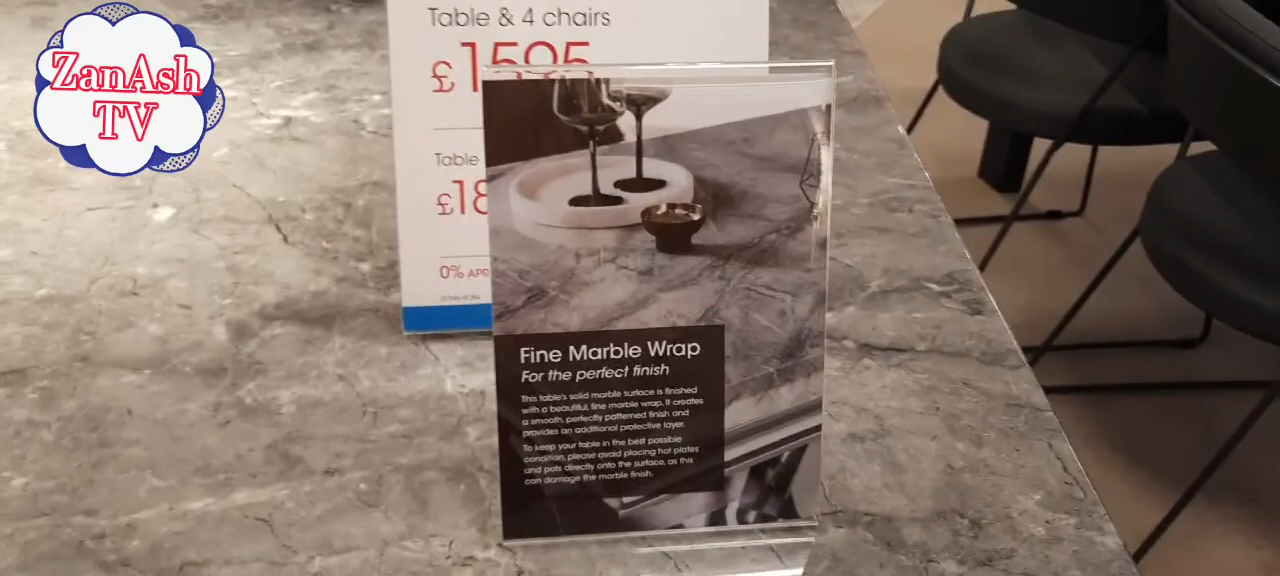 ZanAsh
TV
Table & 4 chairs
£1595
Table
£18
0% APR
Fine Marble Wrap
For the perfect finish
This table's solid marble surface is finished
with a beautiful, fine marble wrap. It creates
a smooth, perfectly patterned finish and
provides an additional protective layer.
To keep your table in the best possible
condition, please avoid placing hot plates
and pots directly onto the surface, as this
can damage the marble finish.